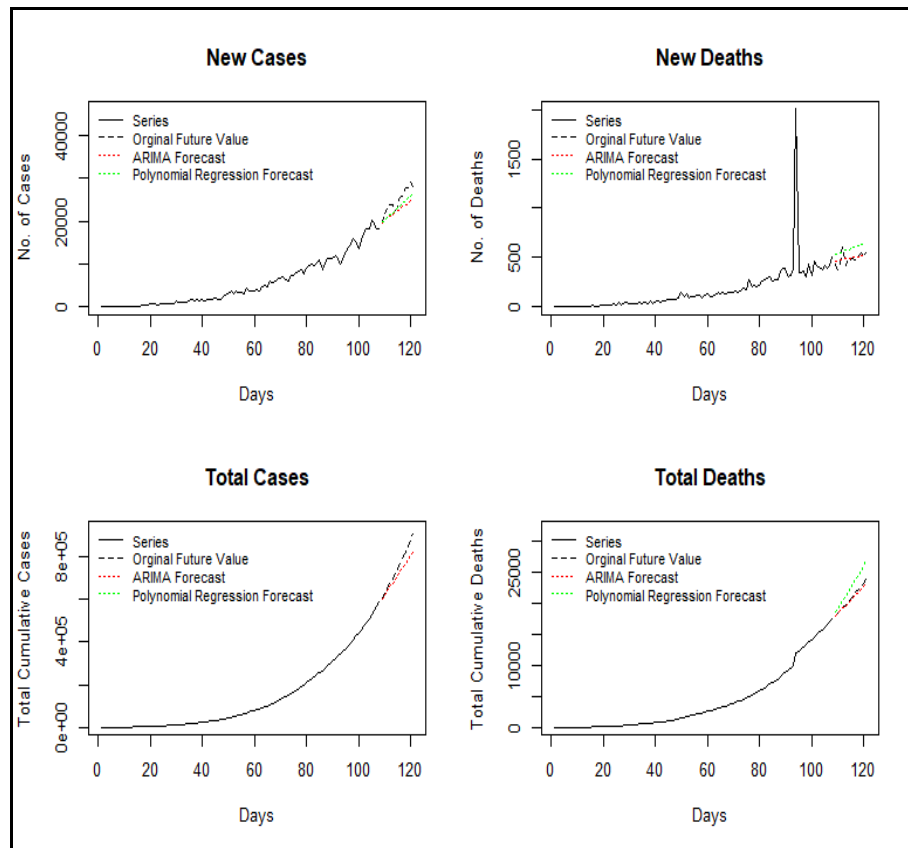 New Cases
Series
Orginal Future Value
ARIMA Forecast
Polynomial Regression Forecast
No. of Cases
0
20000
40000
0 20 40 60 80 100 120
Days
New Deaths
Series
Orginal Future Value
ARIMA Forecast
Polynomial Regression Forecast
No. of Deaths
0
500
1500
0 20 40 60 80 100 120
Days
Total Cases
Series
Orginal Future Value
ARIMA Forecast
Polynomial Regression Forecast
Total Cumulative Cases
0e+00
4e+05
8e+05
0 20 40 60 80 100 120
Days
Total Deaths
Series
Orginal Future Value
ARIMA Forecast
Polynomial Regression Forecast
Total Cumulative Deaths
0
10000
25000
0 20 40 60 80 100 120
Days